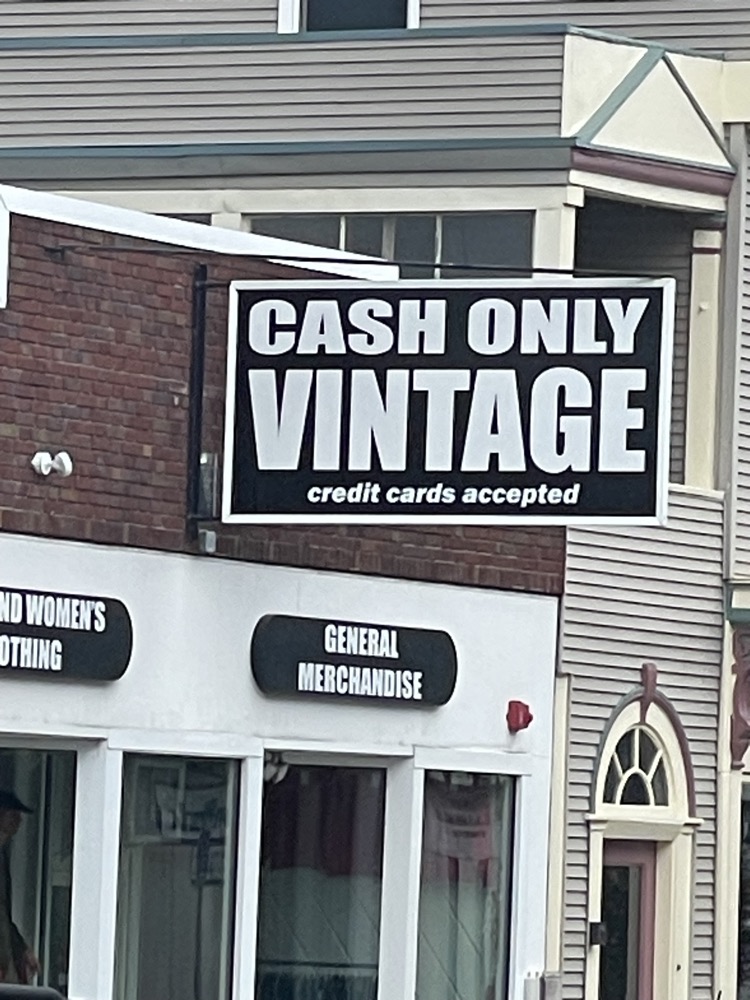 CASH ONLY
VINTAGE
credit cards accepted
ND WOMEN'S
OTHING
GENERAL
MERCHANDISE